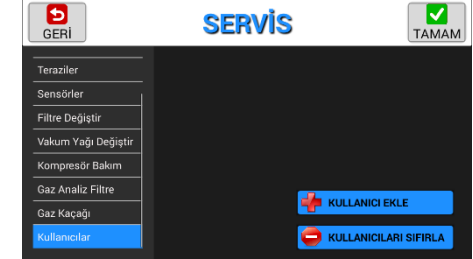 GERİ
SERVİS
TAMAM
Teraziler
Sensörler
Filtre Değiştir
Vakum Yağı Değiştir
Kompresör Bakım
Gaz Analiz Filtre
Gaz Kaçağı
Kullanıcılar
KULLANICI EKLE
KULLANICILARI SIFIRLA